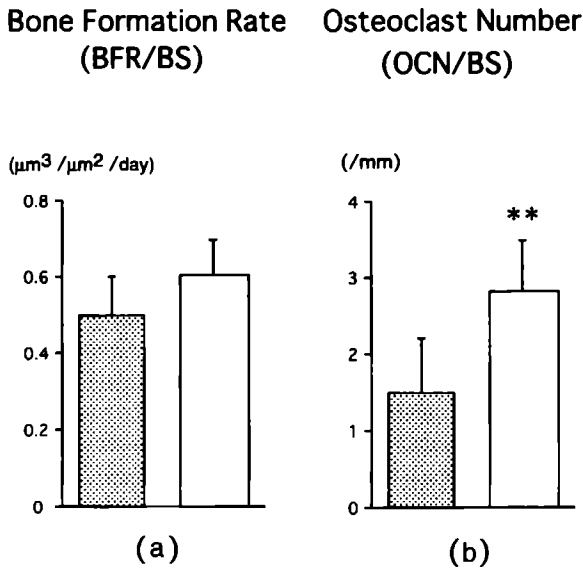 Bone Formation Rate
(BFR/BS)
(μm³ /μm² /day)
0.8
0.6
0.4
0.2
0
(a)
Osteoclast Number
(OCN/BS)
(/mm)
4
3
2
1
0
**
(b)